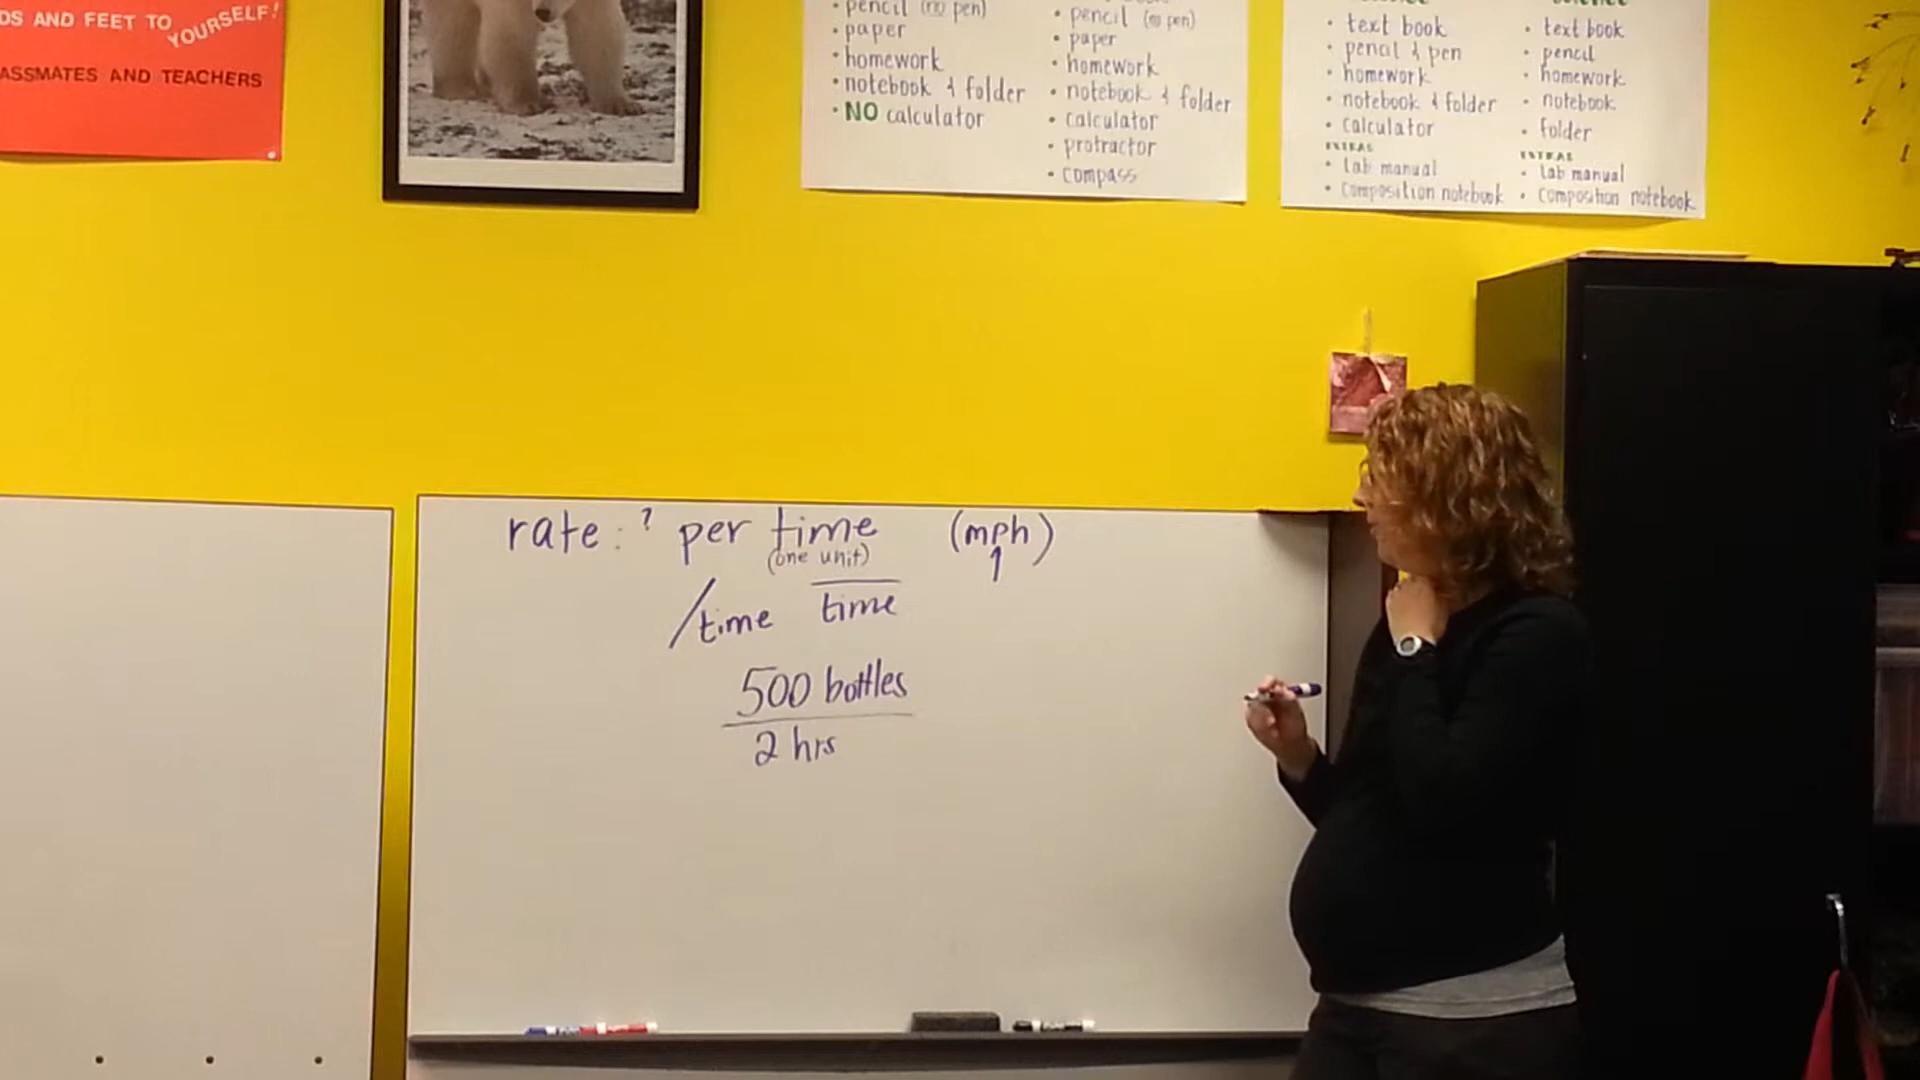 DS AND FEET TO YOURSELF!
ASSMATES AND TEACHERS
• pencil (no pen)
• paper
• homework
• notebook & folder
• NO calculator
• pencil (no pen)
• paper
• homework
• notebook & folder
• calculator
• protractor
• compass
• text book
• pencil & pen
• homework
• notebook & folder
• calculator
EXTRAS
• lab manual
• composition notebook
• text book
• pencil
• homework
• notebook
• folder
EXTRAS
• lab manual
• composition notebook
rate: ? per time (mph)
(one unit)
/time time
500 bottles
2 hrs